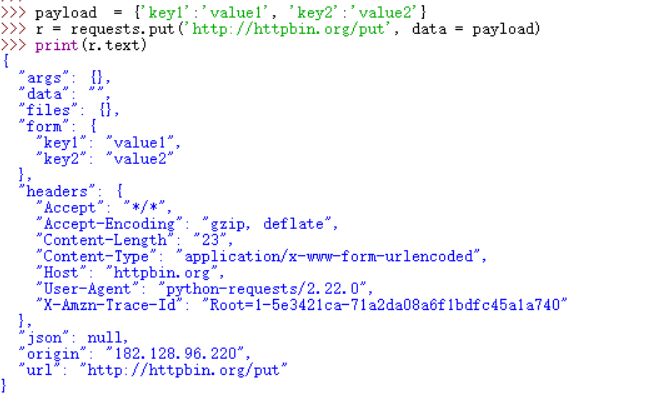 >>> payload  = {'key1':'value1', 'key2':'value2'}
>>> r = requests.put('http://httpbin.org/put', data = payload)
>>> print(r.text)
{
  "args": {},
  "data": "",
  "files": {},
  "form": {
    "key1": "value1",
    "key2": "value2"
  },
  "headers": {
    "Accept": "*/*",
    "Accept-Encoding": "gzip, deflate",
    "Content-Length": "23",
    "Content-Type": "application/x-www-form-urlencoded",
    "Host": "httpbin.org",
    "User-Agent": "python-requests/2.22.0",
    "X-Amzn-Trace-Id": "Root=1-5e3421ca-71a2da08a6f1bdfc45a1a740"
  },
  "json": null,
  "origin": "182.128.96.220",
  "url": "http://httpbin.org/put"
}